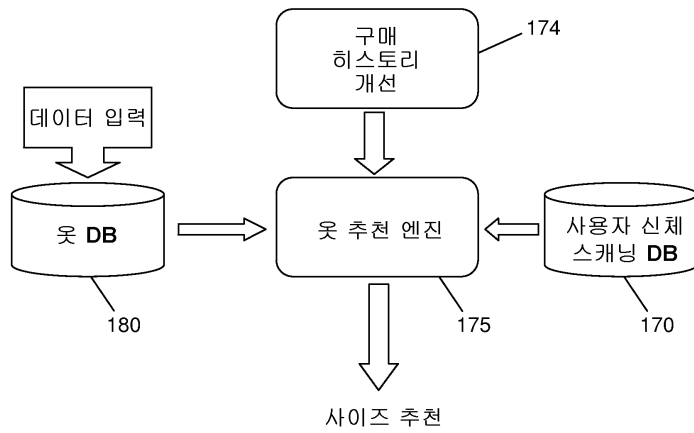 구매
히스토리
개선
174
데이터 입력
옷 DB
180
옷 추천 엔진
175
사용자 신체
스캐닝 DB
170
사이즈 추천